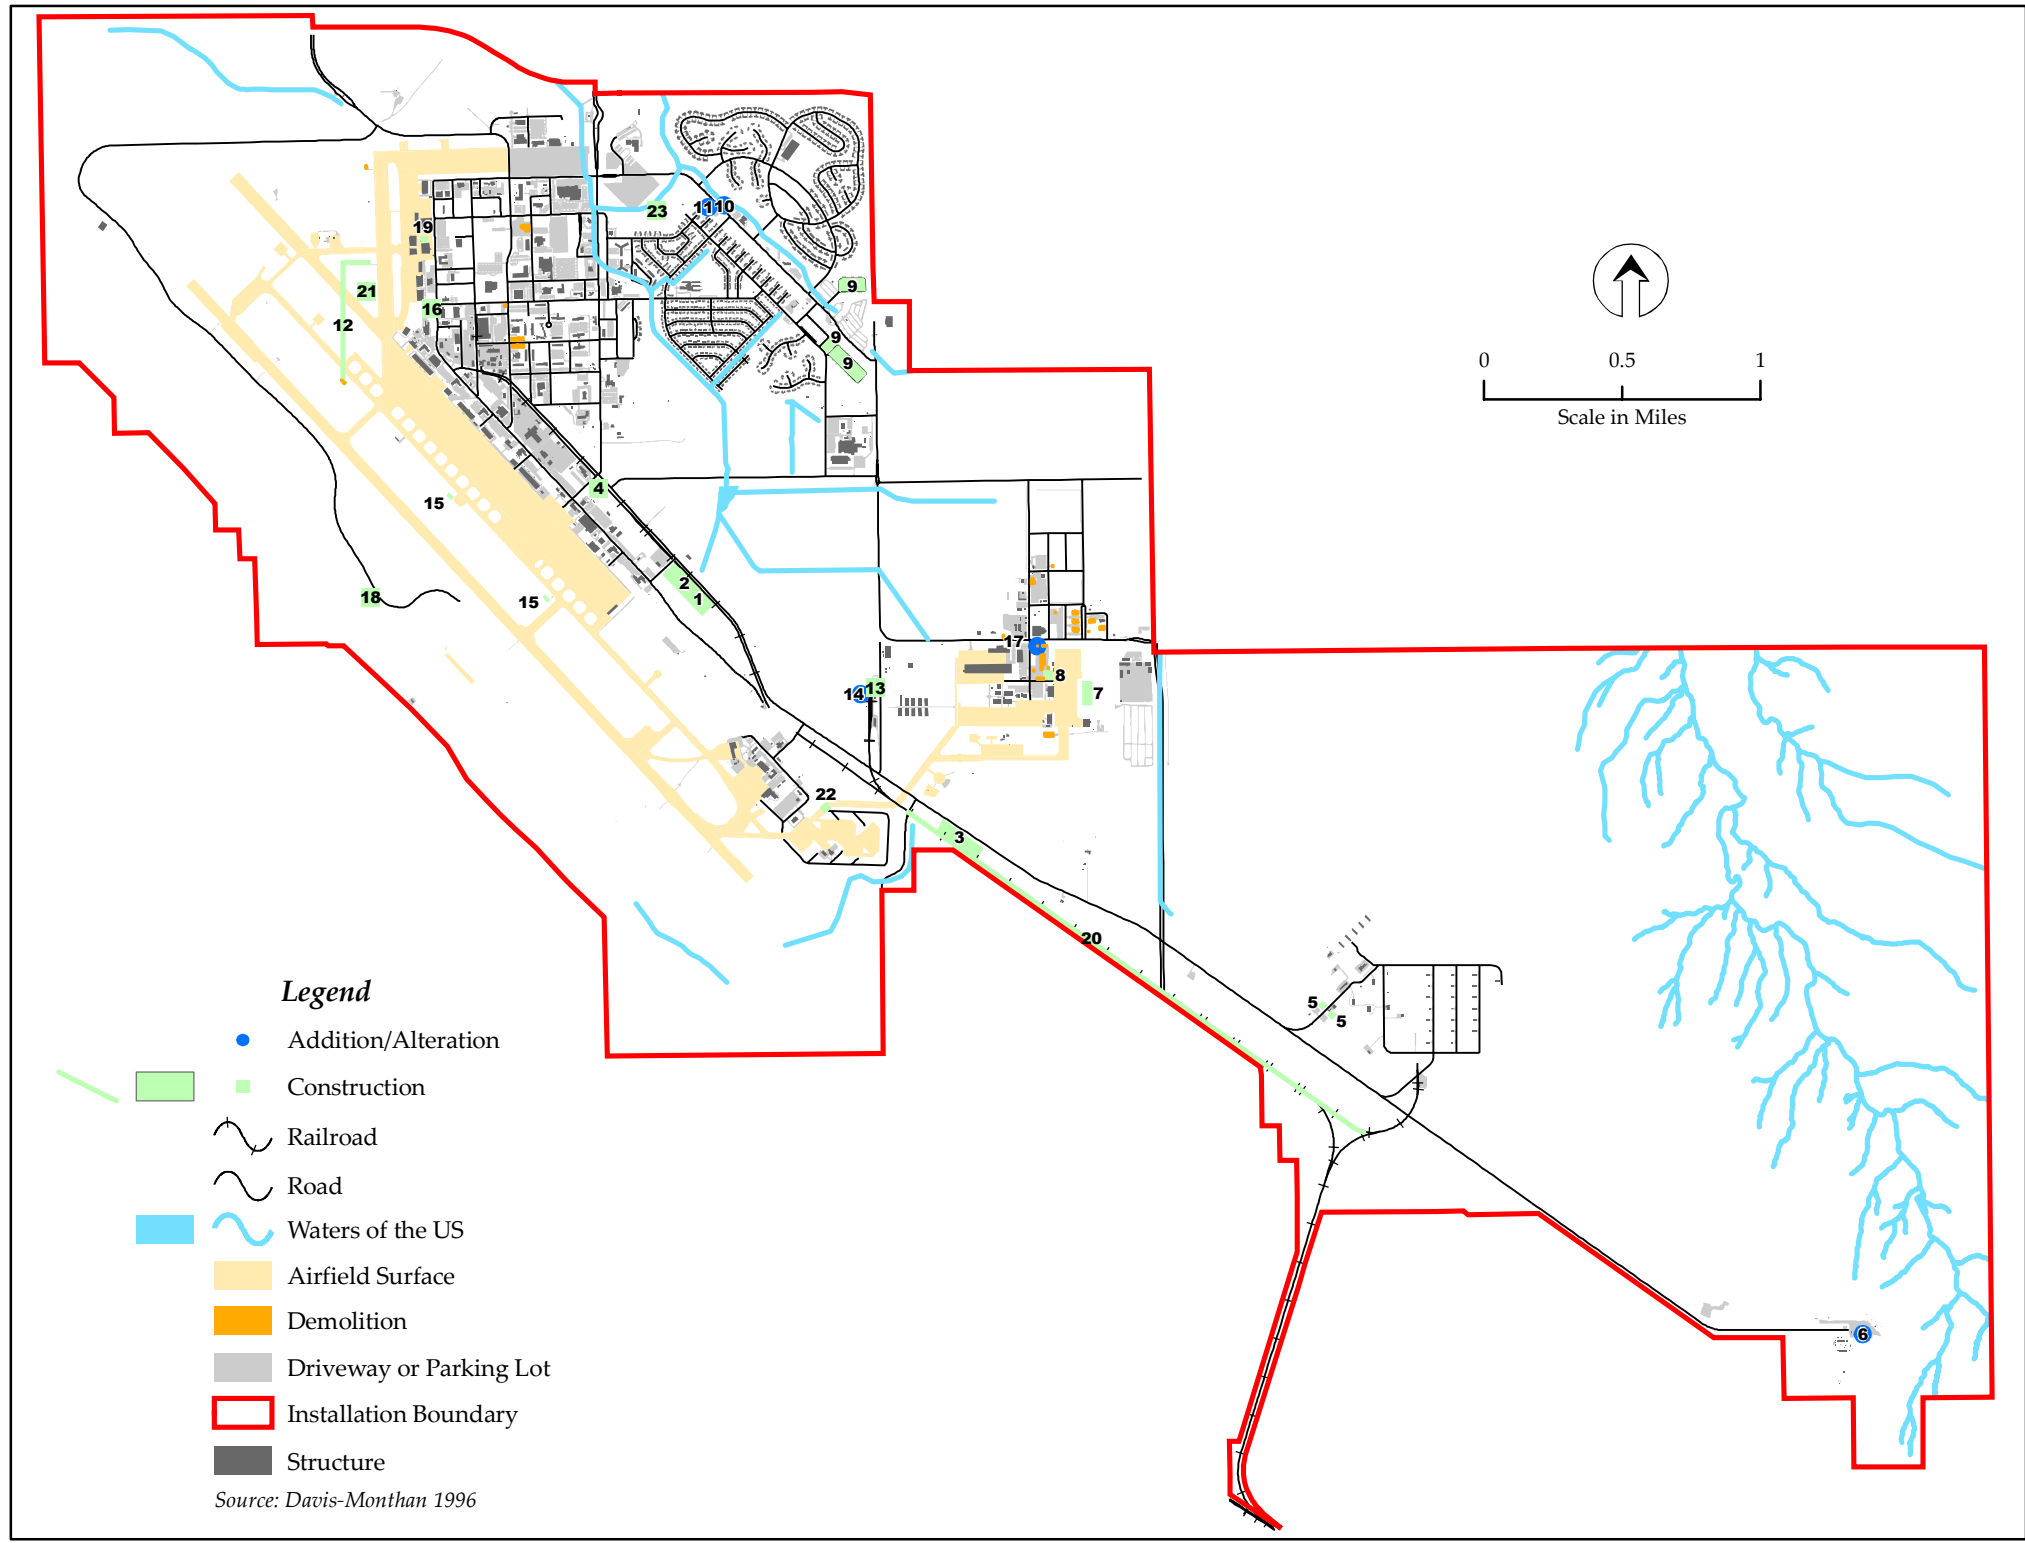 23
1110
19
9
21
16
12
9
9
0 0.5 1
Scale in Miles
4
15
2
1
18
15
17
8
14 13
7
22
3
20
5
5
6
Legend
Addition/Alteration
Construction
Railroad
Road
Waters of the US
Airfield Surface
Demolition
Driveway or Parking Lot
Installation Boundary
Structure
Source: Davis-Monthan 1996